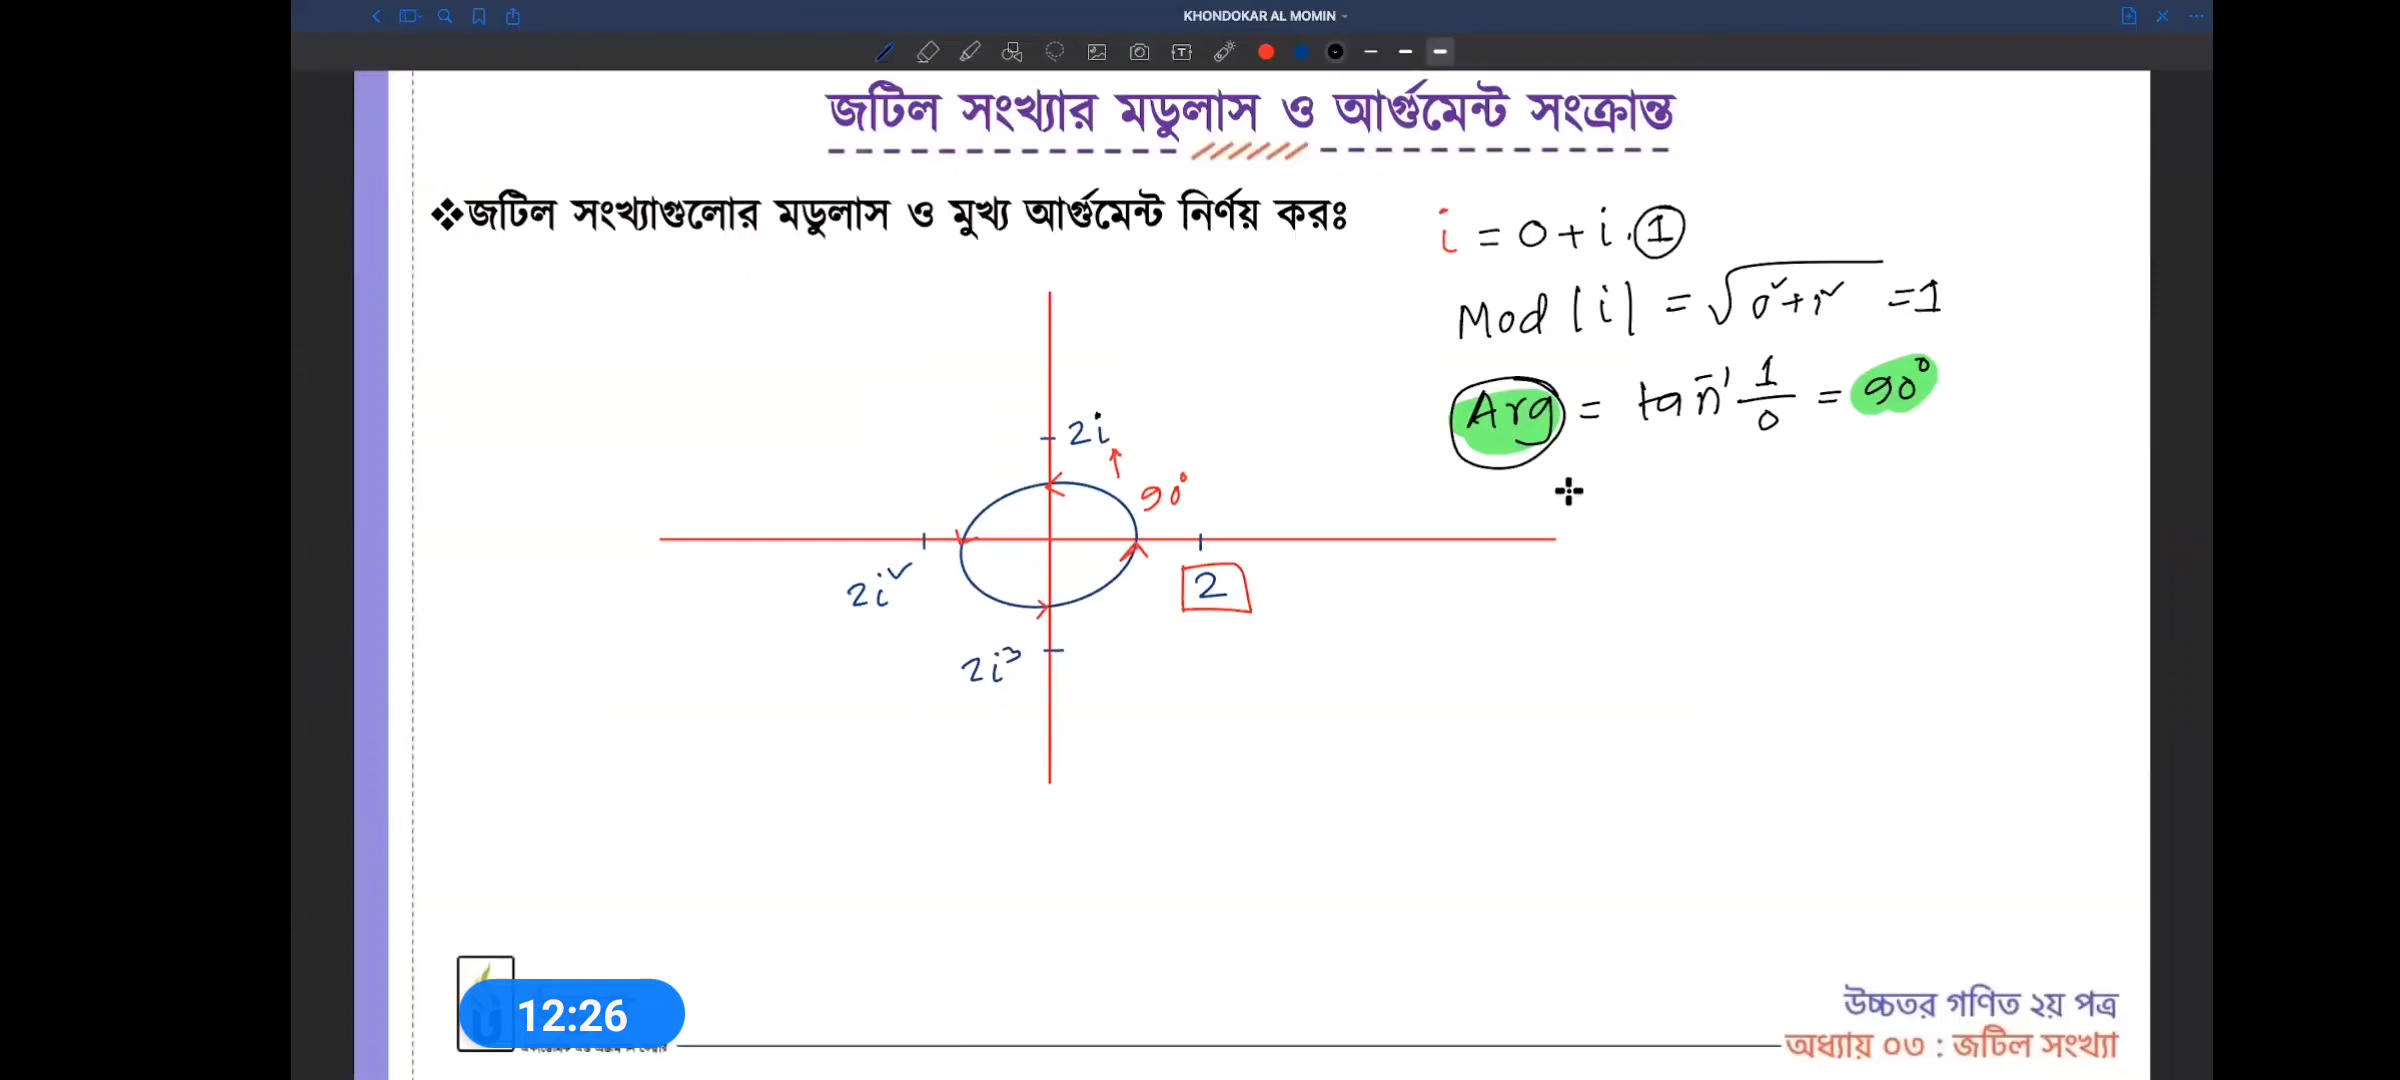 KHONDOKAR AL MOMIN
জটিল সংখ্যার মডুলাস ও আর্গুমেন্ট সংক্রান্ত
❖জটিল সংখ্যাগুলোর মডুলাস ও মুখ্য আর্গুমেন্ট নির্ণয় করঃ
i = 0 + i . 1
Mod |i| = √0² + 1² = 1
Arg = tan⁻¹ 1/0 = 90°
2i
90°
2i²
2
2i³
12:26
উচ্চতর গণিত ২য় পত্র
অধ্যায় ০৩ : জটিল সংখ্যা